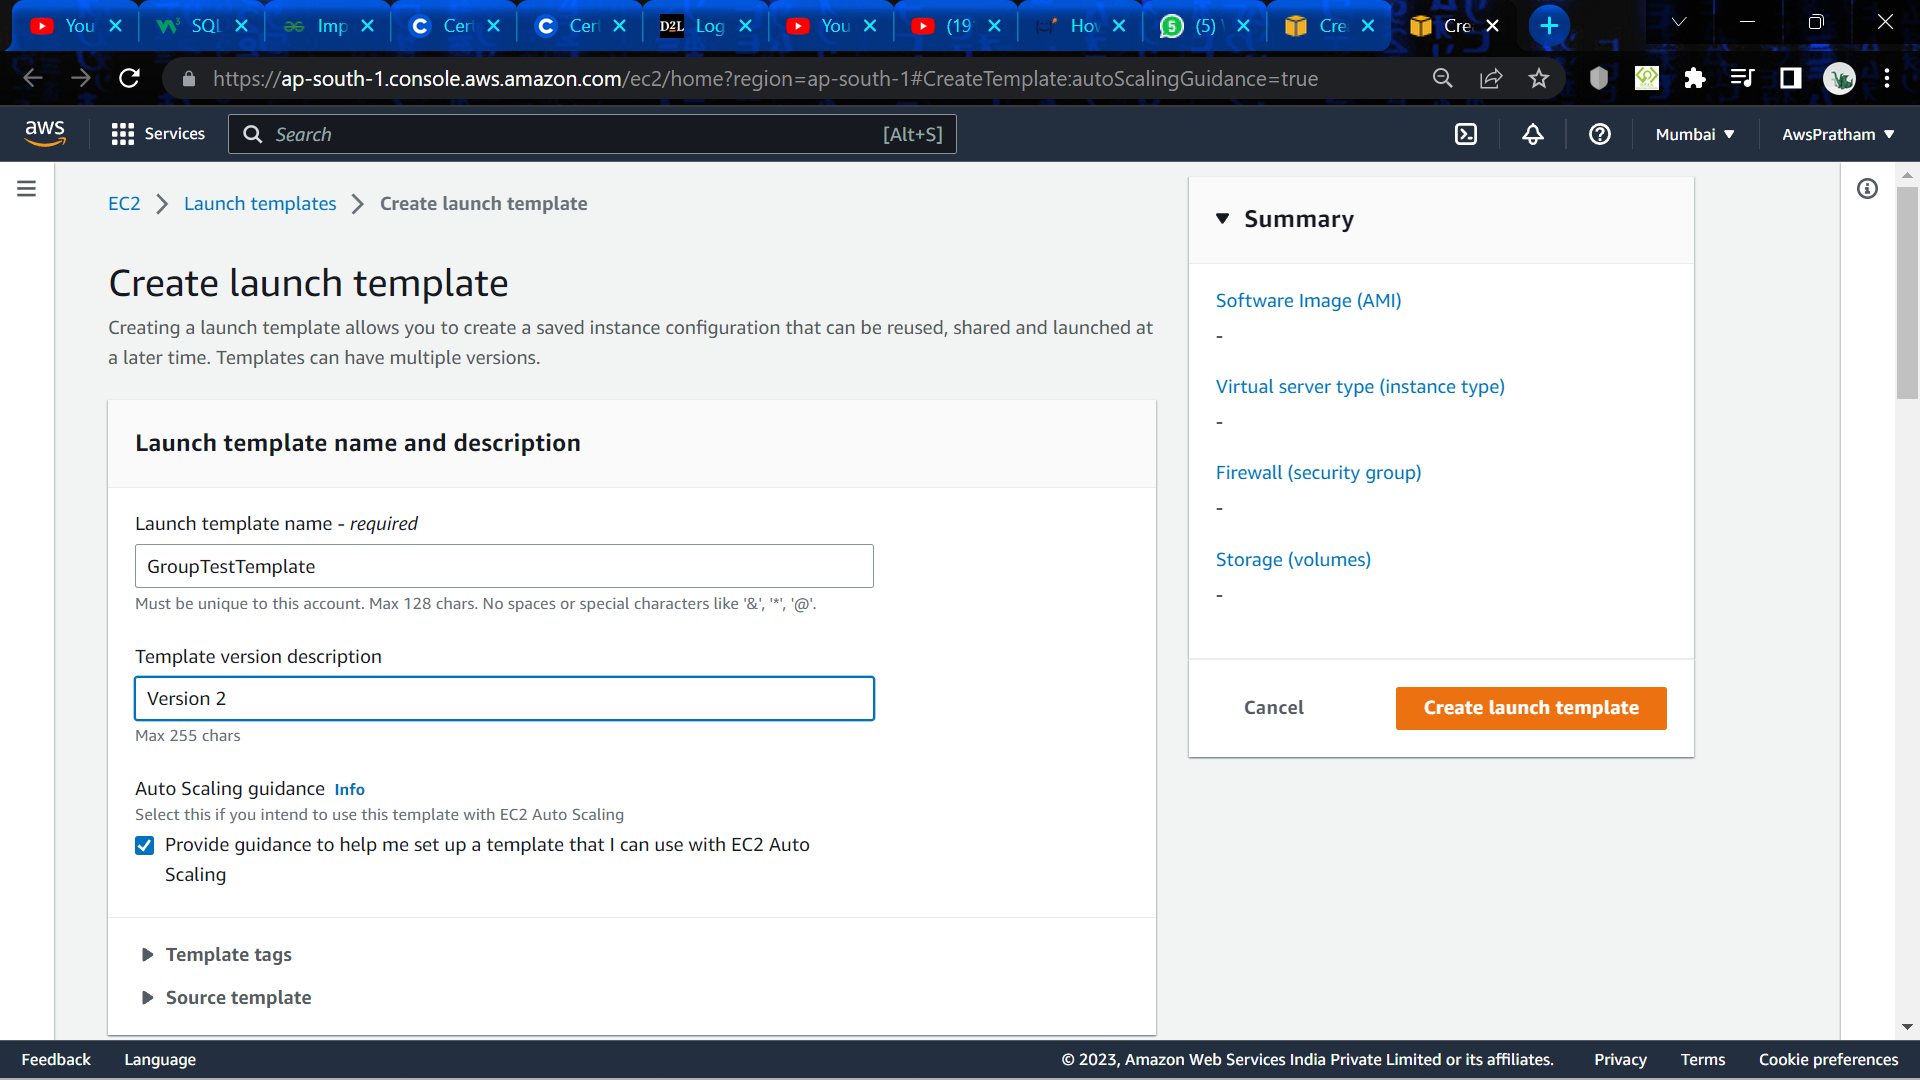 You
SQL
Imp
Cert
Cert
D2L Log
You
(19
How
5 (5)
Cre
Cre
https://ap-south-1.console.aws.amazon.com/ec2/home?region=ap-south-1#CreateTemplate:autoScalingGuidance=true
aws
Services
Search
[Alt+S]
Mumbai
AwsPratham
EC2
Launch templates
Create launch template
Create launch template
Creating a launch template allows you to create a saved instance configuration that can be reused, shared and launched at
a later time. Templates can have multiple versions.
Launch template name and description
Launch template name - required
GroupTestTemplate
Must be unique to this account. Max 128 chars. No spaces or special characters like '&', '*', '@'.
Template version description
Version 2
Max 255 chars
Auto Scaling guidance Info
Select this if you intend to use this template with EC2 Auto Scaling
Provide guidance to help me set up a template that I can use with EC2 Auto
Scaling
Template tags
Source template
Summary
Software Image (AMI)
-
Virtual server type (instance type)
-
Firewall (security group)
-
Storage (volumes)
-
Cancel
Create launch template
Feedback
Language
© 2023, Amazon Web Services India Private Limited or its affiliates.
Privacy
Terms
Cookie preferences